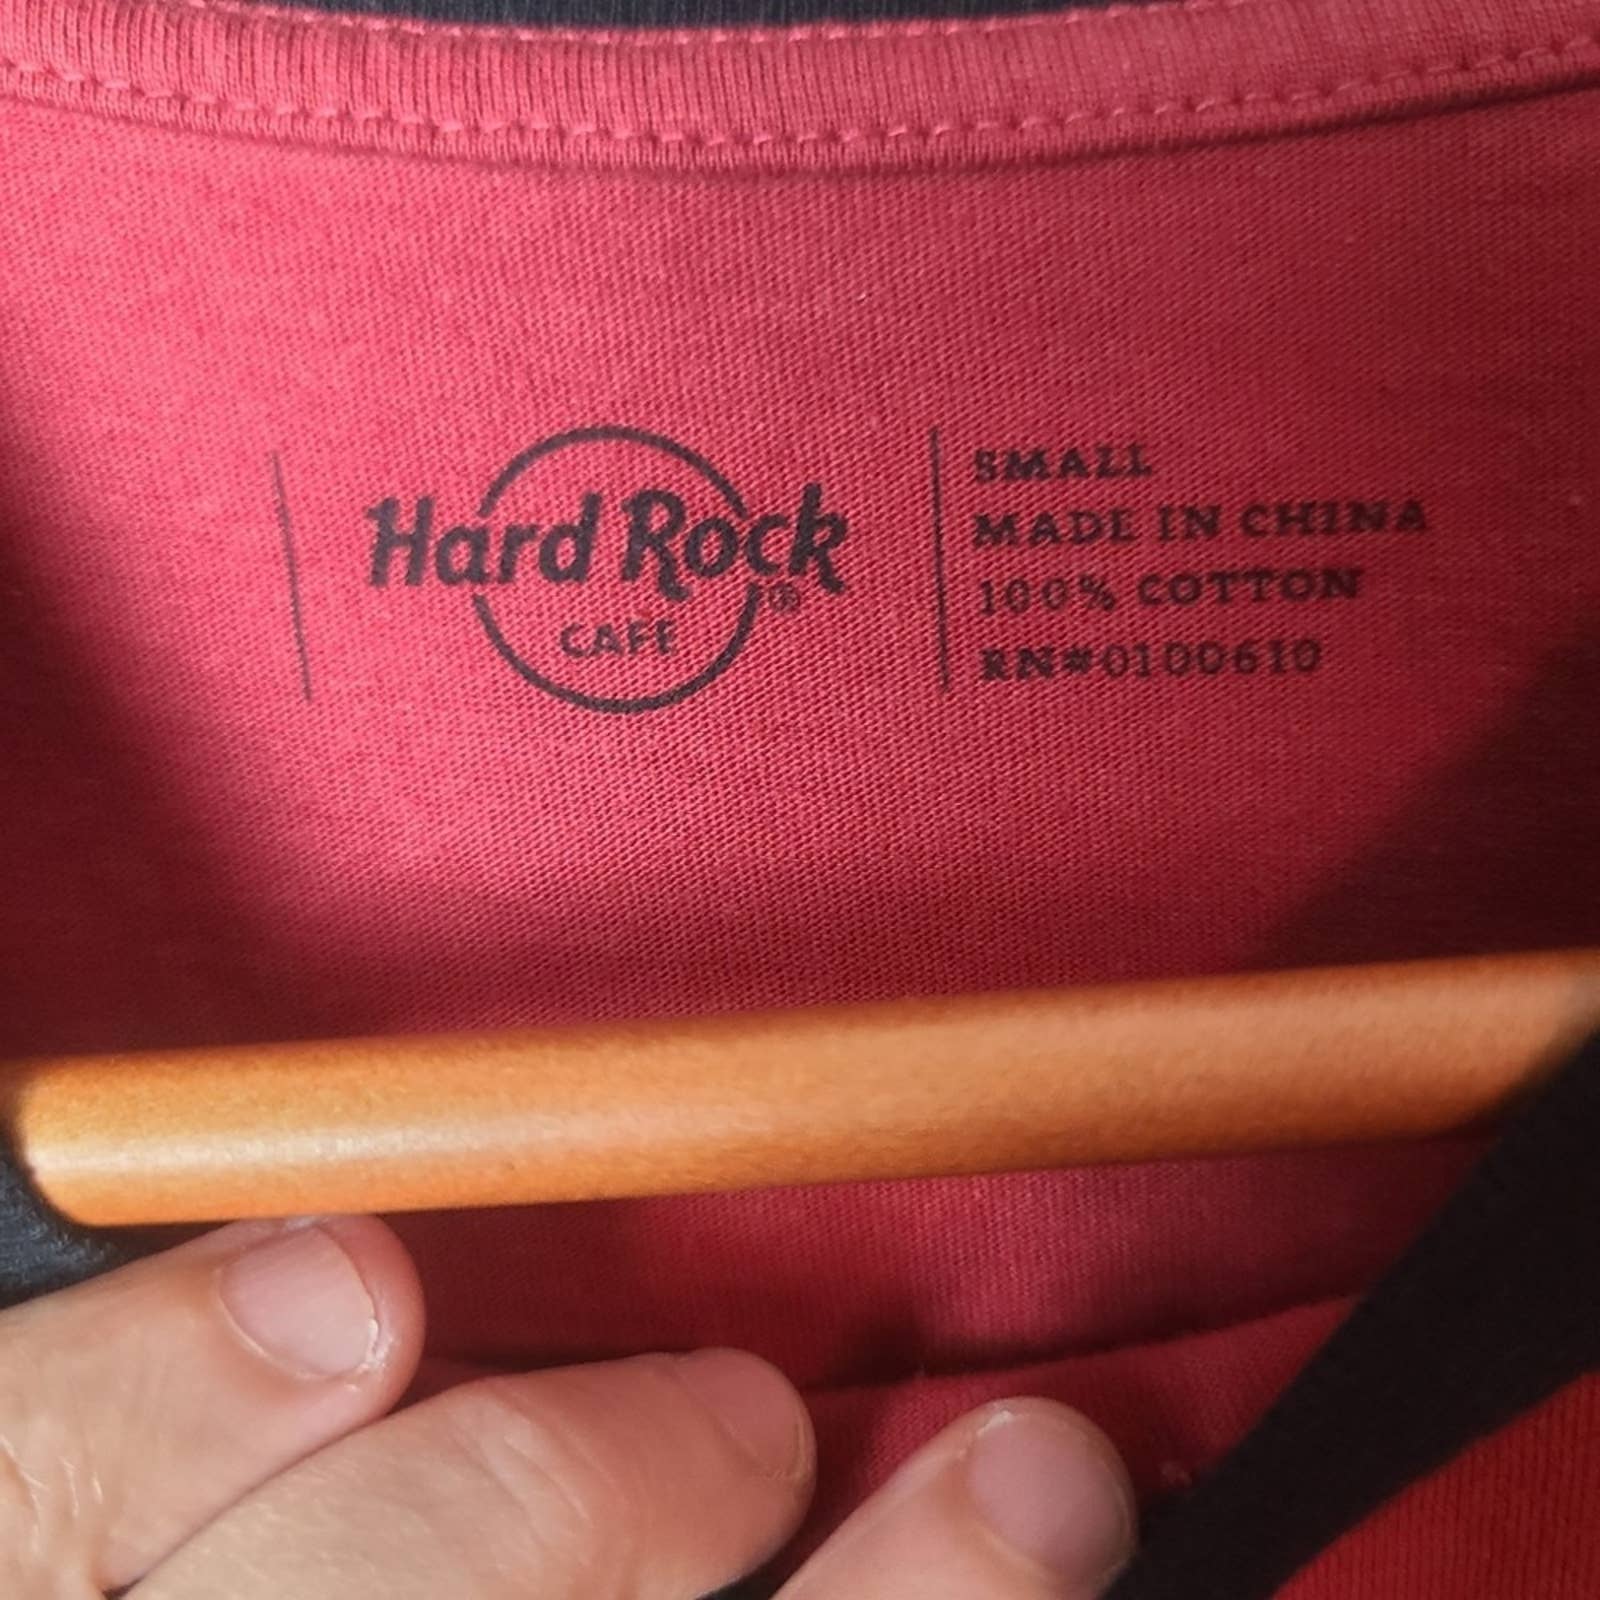 Hard Rock®
CAFE
SMALL
MADE IN CHINA
100% COTTON
RN#0100610